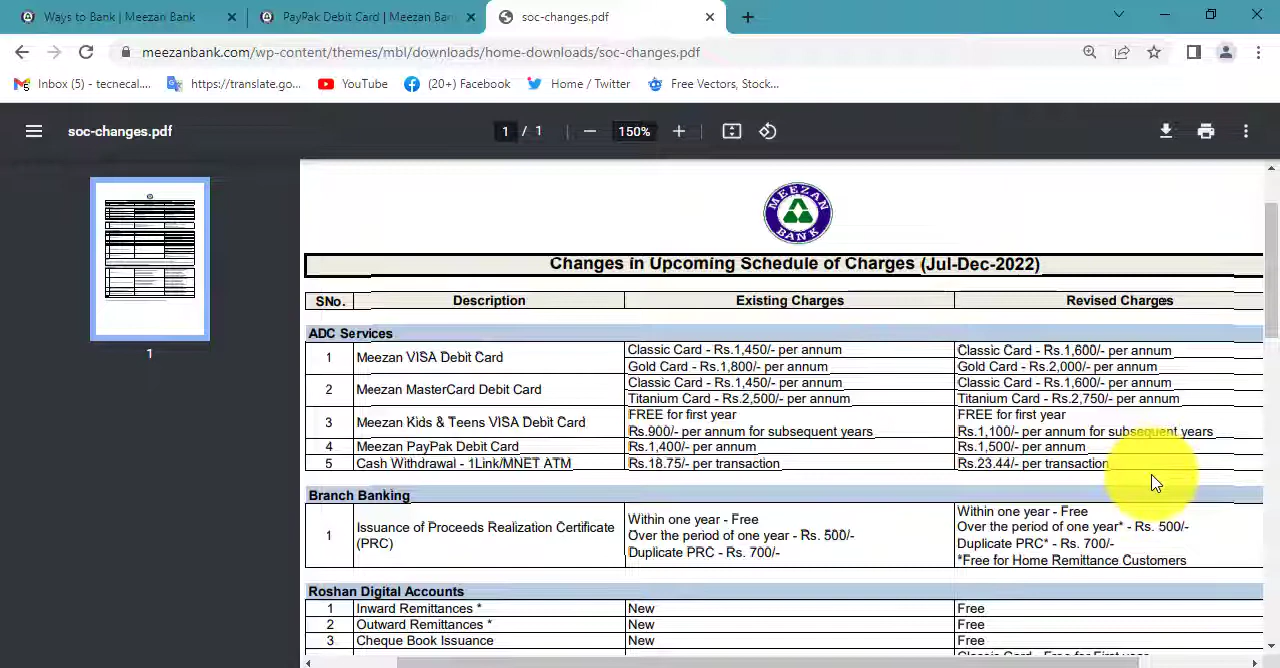 Ways to Bank | Meezan Bank
PayPak Debit Card | Meezan Ban
soc-changes.pdf
meezanbank.com/wp-content/themes/mbl/downloads/home-downloads/soc-changes.pdf
Inbox (5) - tecnecal....
https://translate.go...
YouTube
(20+) Facebook
Home / Twitter
Free Vectors, Stock...
soc-changes.pdf
1 / 1
150%
1
MEEZAN BANK
Changes in Upcoming Schedule of Charges (Jul-Dec-2022)
SNo. Description Existing Charges Revised Charges
ADC Services
1 Meezan VISA Debit Card Classic Card - Rs.1,450/- per annum Classic Card - Rs.1,600/- per annum
Gold Card - Rs.1,800/- per annum Gold Card - Rs.2,000/- per annum
2 Meezan MasterCard Debit Card Classic Card - Rs.1,450/- per annum Classic Card - Rs.1,600/- per annum
Titanium Card - Rs.2,500/- per annum Titanium Card - Rs.2,750/- per annum
3 Meezan Kids & Teens VISA Debit Card FREE for first year FREE for first year
Rs.900/- per annum for subsequent years Rs.1,100/- per annum for subsequent years
4 Meezan PayPak Debit Card Rs.1,400/- per annum Rs.1,500/- per annum
5 Cash Withdrawal - 1Link/MNET ATM Rs.18.75/- per transaction Rs.23.44/- per transaction
Branch Banking
1 Issuance of Proceeds Realization Certificate (PRC)
Within one year - Free
Over the period of one year - Rs. 500/-
Duplicate PRC - Rs. 700/-
Within one year - Free
Over the period of one year* - Rs. 500/-
Duplicate PRC* - Rs. 700/-
*Free for Home Remittance Customers
Roshan Digital Accounts
1 Inward Remittances * New Free
2 Outward Remittances * New Free
3 Cheque Book Issuance New Free
Classic Card - Free for First year